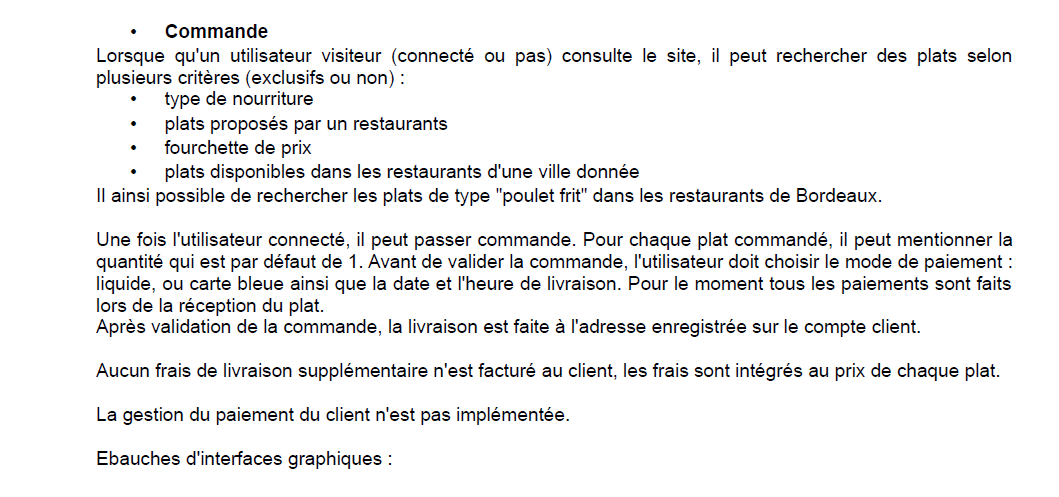 • Commande
Lorsque qu'un utilisateur visiteur (connecté ou pas) consulte le site, il peut rechercher des plats selon
plusieurs critères (exclusifs ou non) :
• type de nourriture
• plats proposés par un restaurants
• fourchette de prix
• plats disponibles dans les restaurants d'une ville donnée
Il ainsi possible de rechercher les plats de type "poulet frit" dans les restaurants de Bordeaux.
Une fois l'utilisateur connecté, il peut passer commande. Pour chaque plat commandé, il peut mentionner la
quantité qui est par défaut de 1. Avant de valider la commande, l'utilisateur doit choisir le mode de paiement :
liquide, ou carte bleue ainsi que la date et l'heure de livraison. Pour le moment tous les paiements sont faits
lors de la réception du plat.
Après validation de la commande, la livraison est faite à l'adresse enregistrée sur le compte client.
Aucun frais de livraison supplémentaire n'est facturé au client, les frais sont intégrés au prix de chaque plat.
La gestion du paiement du client n'est pas implémentée.
Ebauches d'interfaces graphiques :